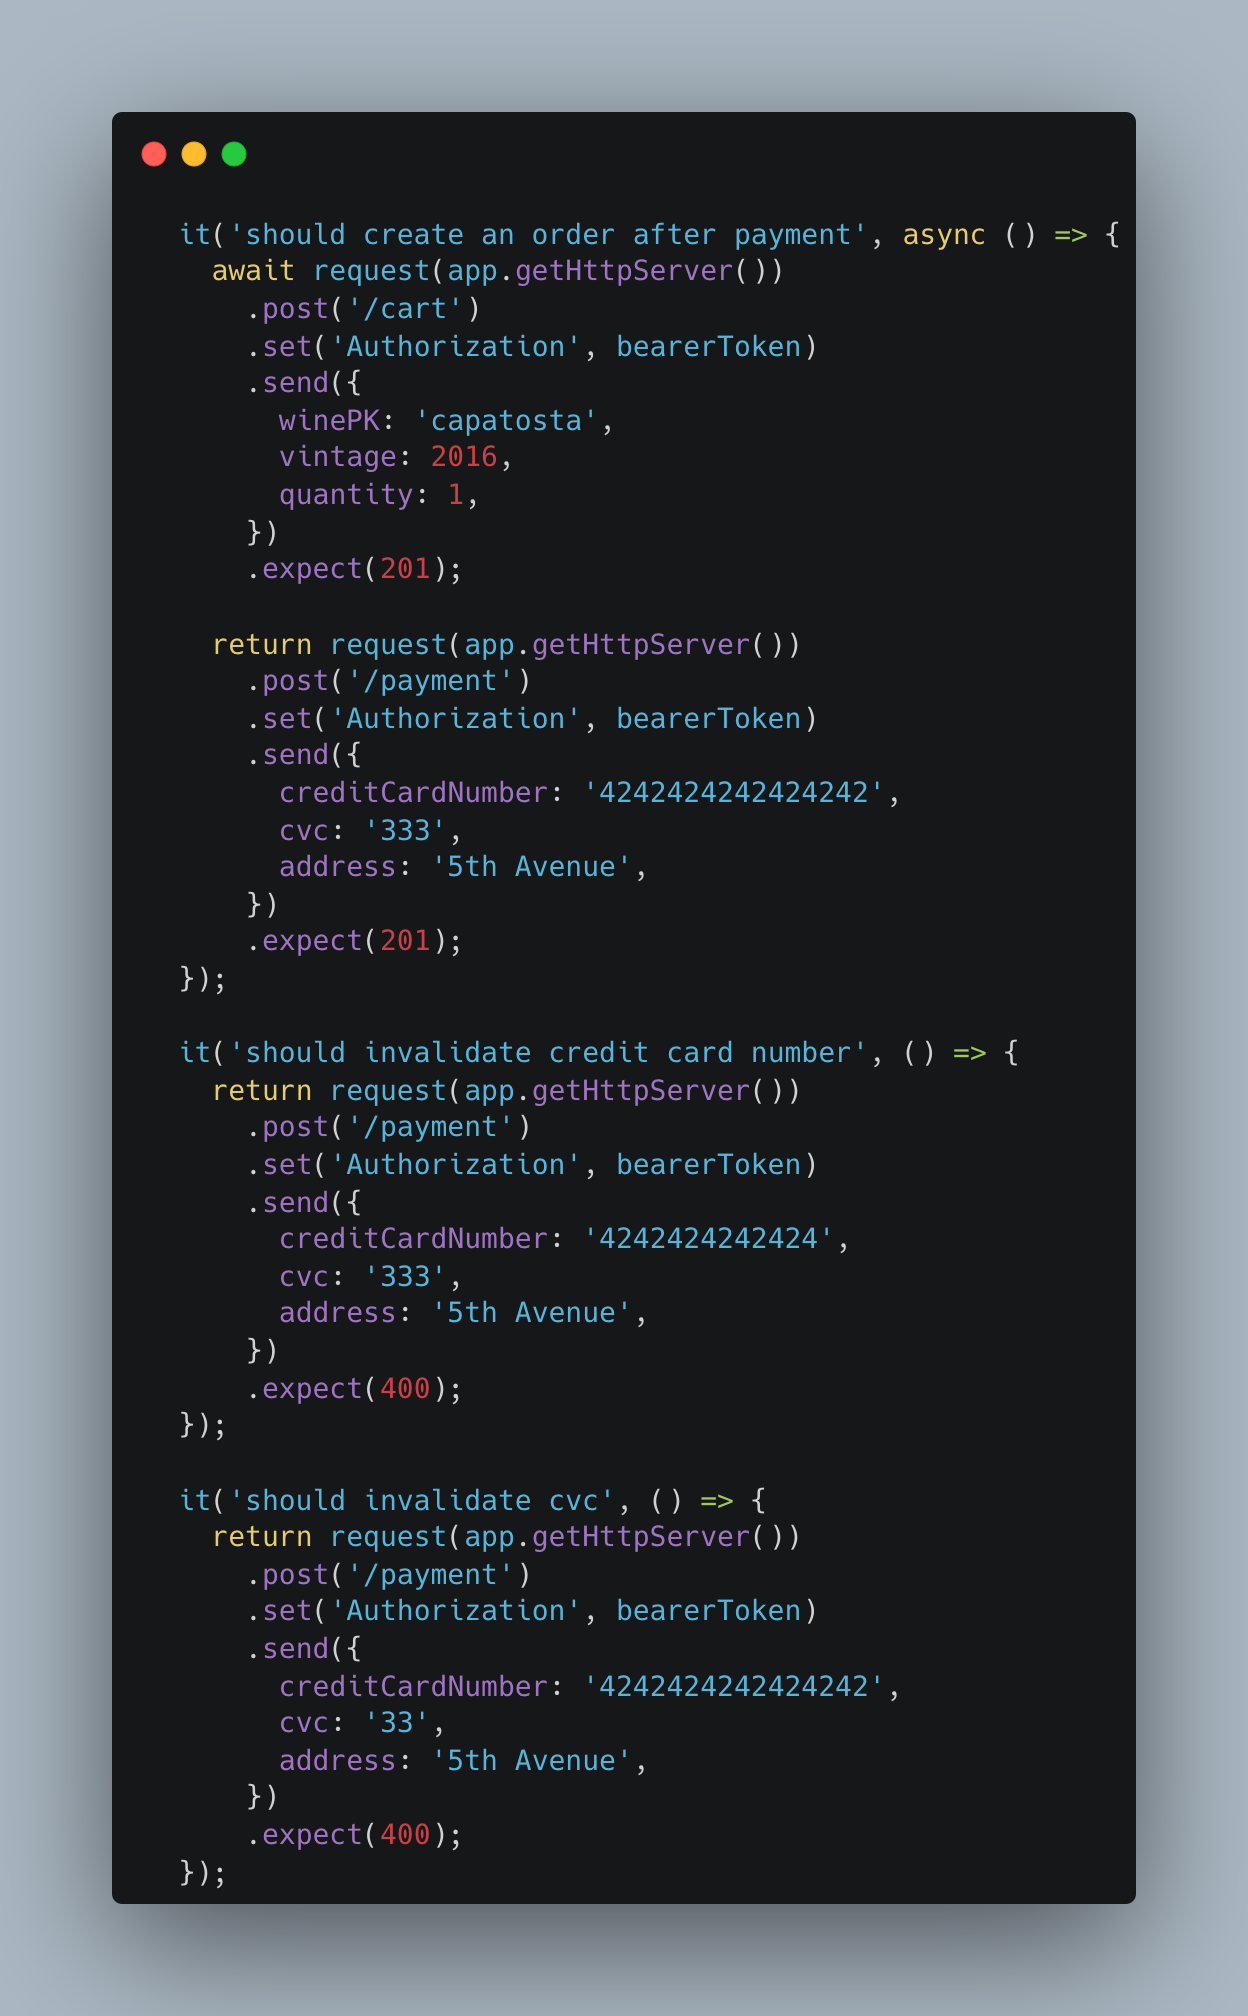 it('should create an order after payment', async () => {
  await request(app.getHttpServer())
    .post('/cart')
    .set('Authorization', bearerToken)
    .send({
      winePK: 'capatosta',
      vintage: 2016,
      quantity: 1,
    })
    .expect(201);

  return request(app.getHttpServer())
    .post('/payment')
    .set('Authorization', bearerToken)
    .send({
      creditCardNumber: '4242424242424242',
      cvc: '333',
      address: '5th Avenue',
    })
    .expect(201);
});

it('should invalidate credit card number', () => {
  return request(app.getHttpServer())
    .post('/payment')
    .set('Authorization', bearerToken)
    .send({
      creditCardNumber: '4242424242424',
      cvc: '333',
      address: '5th Avenue',
    })
    .expect(400);
});

it('should invalidate cvc', () => {
  return request(app.getHttpServer())
    .post('/payment')
    .set('Authorization', bearerToken)
    .send({
      creditCardNumber: '4242424242424242',
      cvc: '33',
      address: '5th Avenue',
    })
    .expect(400);
});